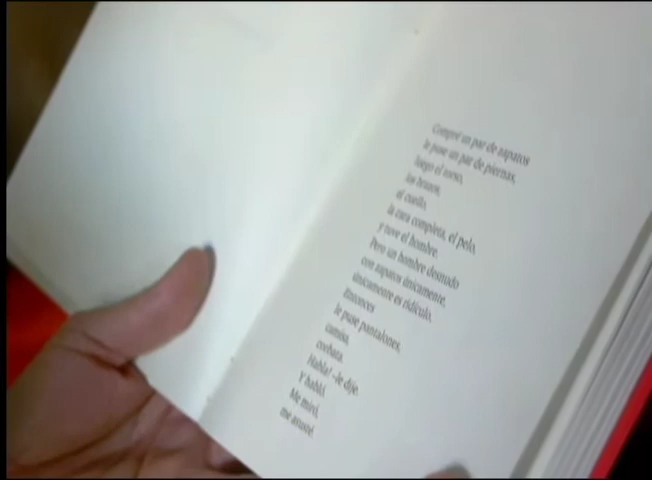 Compré un par de zapatos
le puse un par de piernas,
luego el torso,
los brazos,
el cuello,
la cara completa, el pelo,
y tuve el hombre.
Pero un hombre desnudo
con zapatos únicamente,
únicamente es ridículo,
Entonces
le puse pantalones,
camisa,
corbata.
Habla! –le dije.
Y habló.
Me miró,
me asusté.